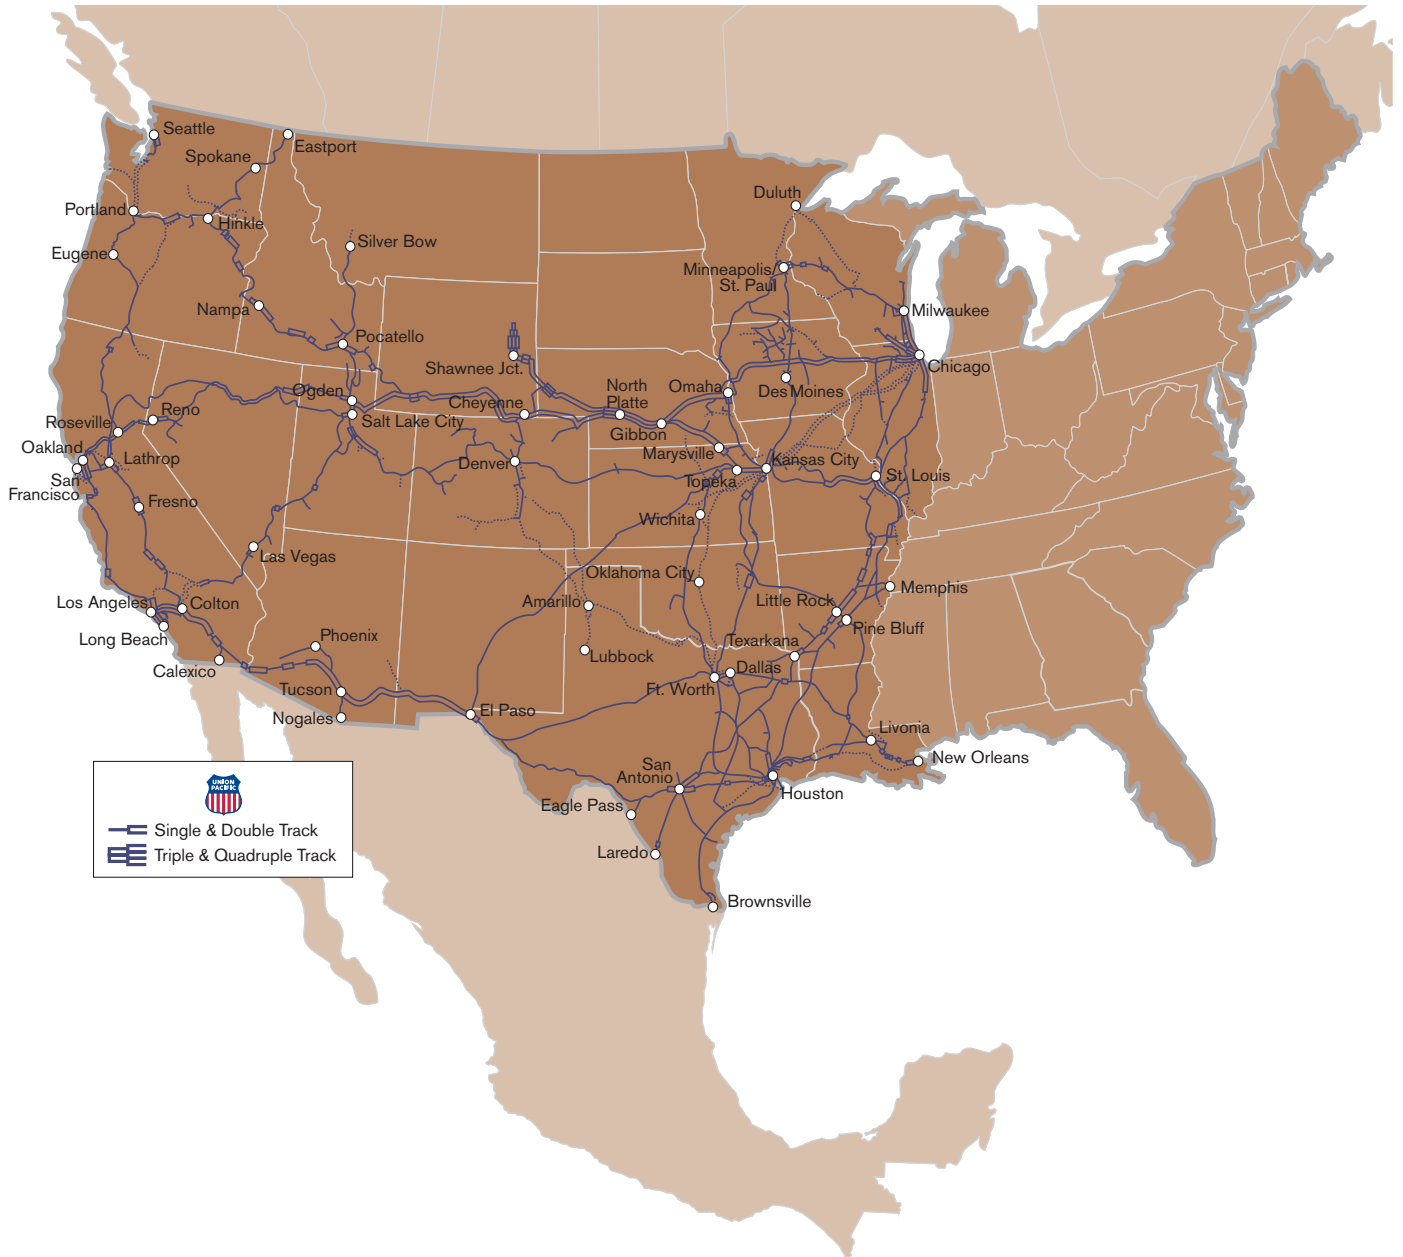 Seattle
Eastport
Spokane
Duluth
Portland
Hinkle
Silver Bow
Eugene
Minneapolis/
St. Paul
Nampa
Milwaukee
Pocatello
Shawnee Jct.
Chicago
Ogden
North
Platte
Omaha
Des Moines
Cheyenne
Reno
Roseville
Salt Lake City
Gibbon
Oakland
Lathrop
Denver
Marysville
Kansas City
San
Francisco
Topeka
St. Louis
Fresno
Wichita
Las Vegas
Oklahoma City
Memphis
Los Angeles
Colton
Amarillo
Little Rock
Pine Bluff
Long Beach
Phoenix
Texarkana
Lubbock
Calexico
Dallas
Tucson
Ft. Worth
El Paso
Nogales
Livonia
New Orleans
San
Antonio
Houston
UNION
PACIFIC
Eagle Pass
Single & Double Track
Triple & Quadruple Track
Laredo
Brownsville